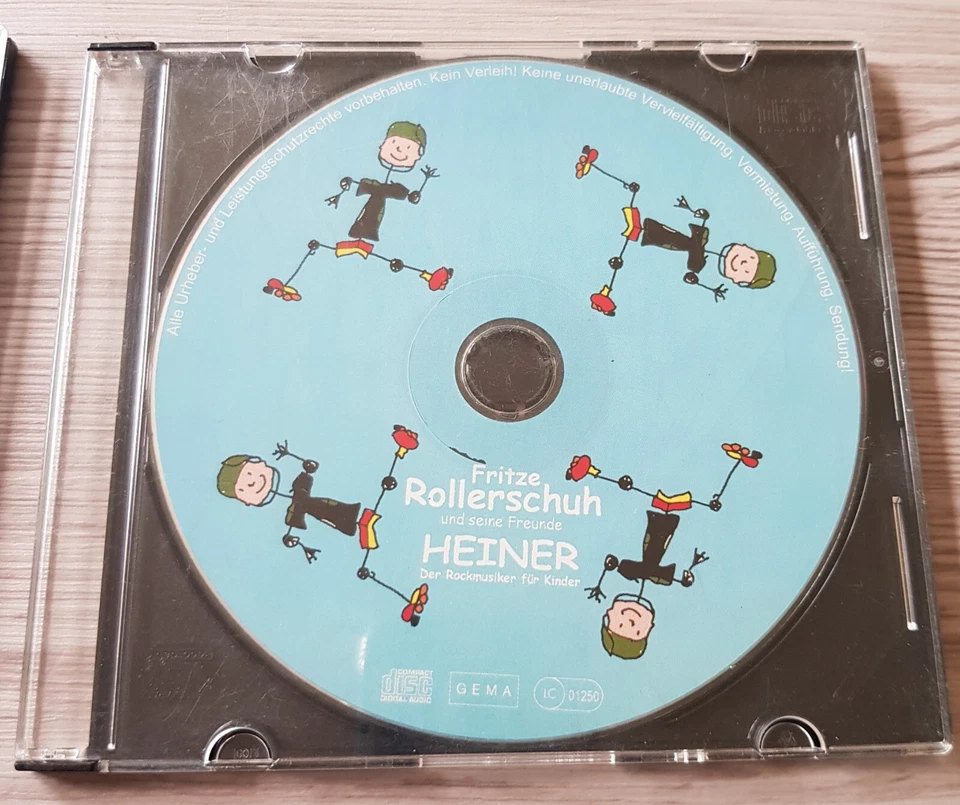 Alle Urheber- und Leistungsschutzrechte vorbehalten. Kein Verleih! Keine unerlaubte Vervielfältigung, Vermietung, Aufführung, Sendung!
Fritze
Rollerschuh
und seine Freunde
HEINER
Der Rockmusiker für Kinder
COMPACT
disc
DIGITAL AUDIO
GEMA
LC 01250